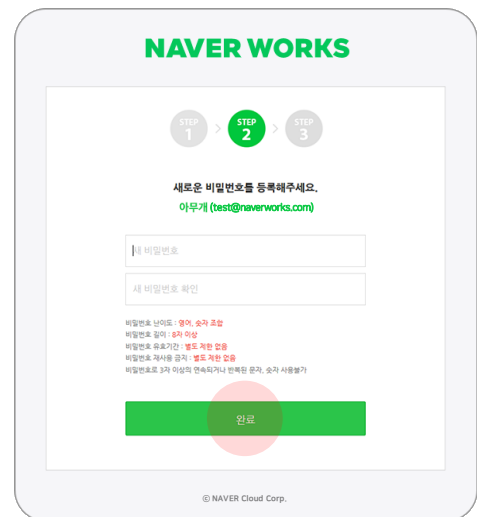 NAVER WORKS
STEP 1 > STEP 2 > STEP 3
새로운 비밀번호를 등록해주세요.
아무개 (test@naverworks.com)
새 비밀번호
새 비밀번호 확인
비밀번호 난이도 : 영어, 숫자 조합
비밀번호 길이 : 8자 이상
비밀번호 유효기간 : 별도 제한 없음
비밀번호 재사용 금지 : 별도 제한 없음
비밀번호로 3자 이상의 연속되거나 반복된 문자, 숫자 사용불가
완료
© NAVER Cloud Corp.